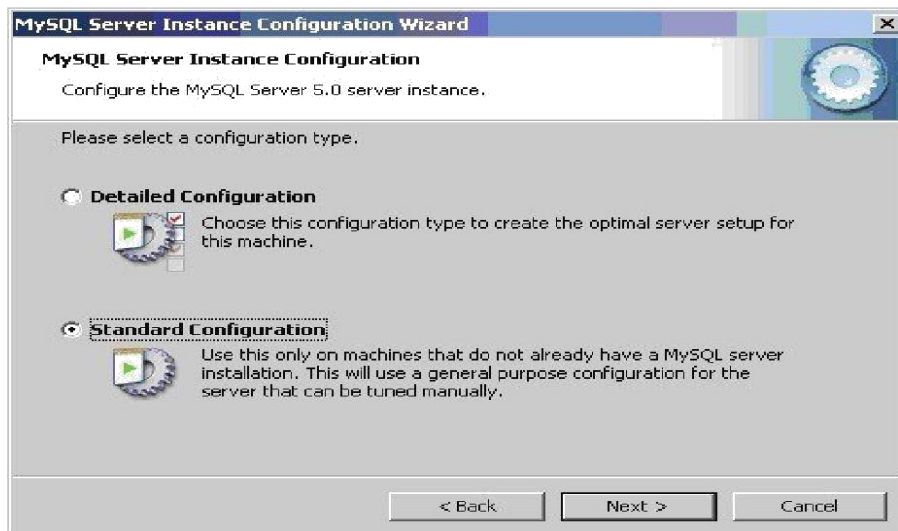 MySQL Server Instance Configuration Wizard
MySQL Server Instance Configuration
Configure the MySQL Server 5.0 server instance.
Please select a configuration type.
Detailed Configuration
Choose this configuration type to create the optimal server setup for
this machine.
Standard Configuration
Use this only on machines that do not already have a MySQL server
installation. This will use a general purpose configuration for the
server that can be tuned manually.
< Back
Next >
Cancel